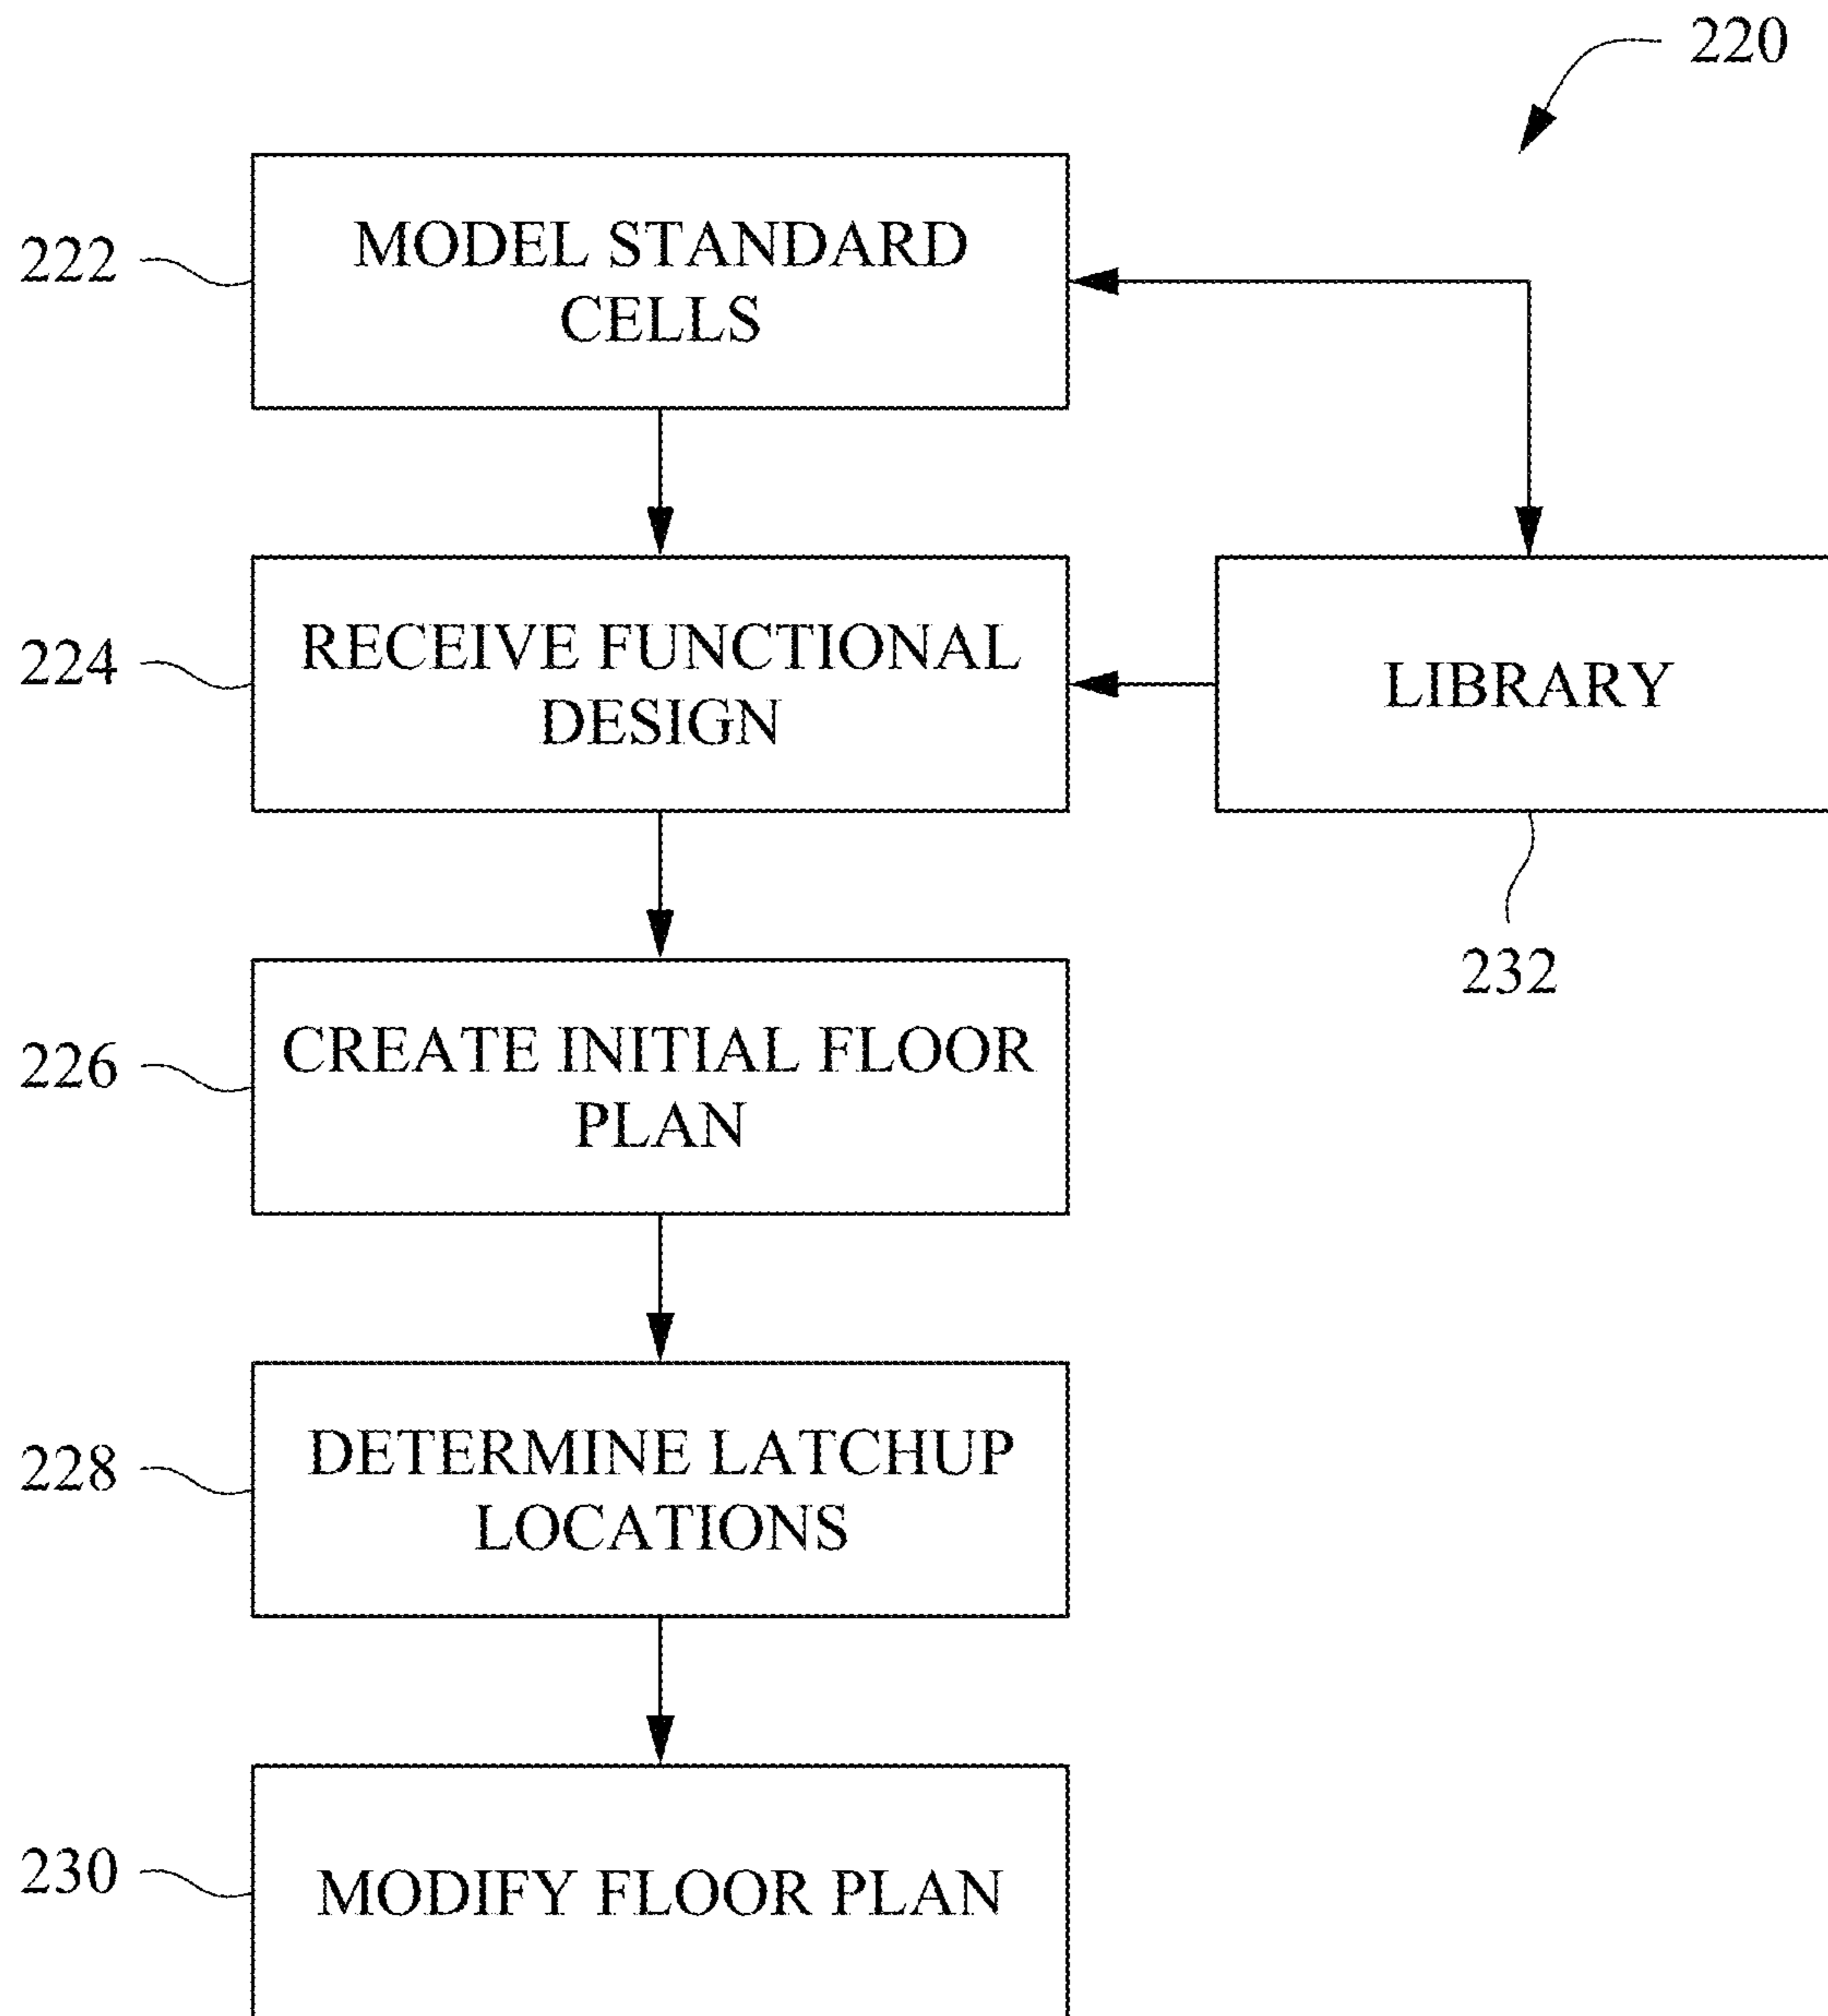 220
MODEL STANDARD
CELLS
222
RECEIVE FUNCTIONAL
DESIGN
224
LIBRARY
232
CREATE INITIAL FLOOR
PLAN
226
DETERMINE LATCHUP
LOCATIONS
228
MODIFY FLOOR PLAN
230